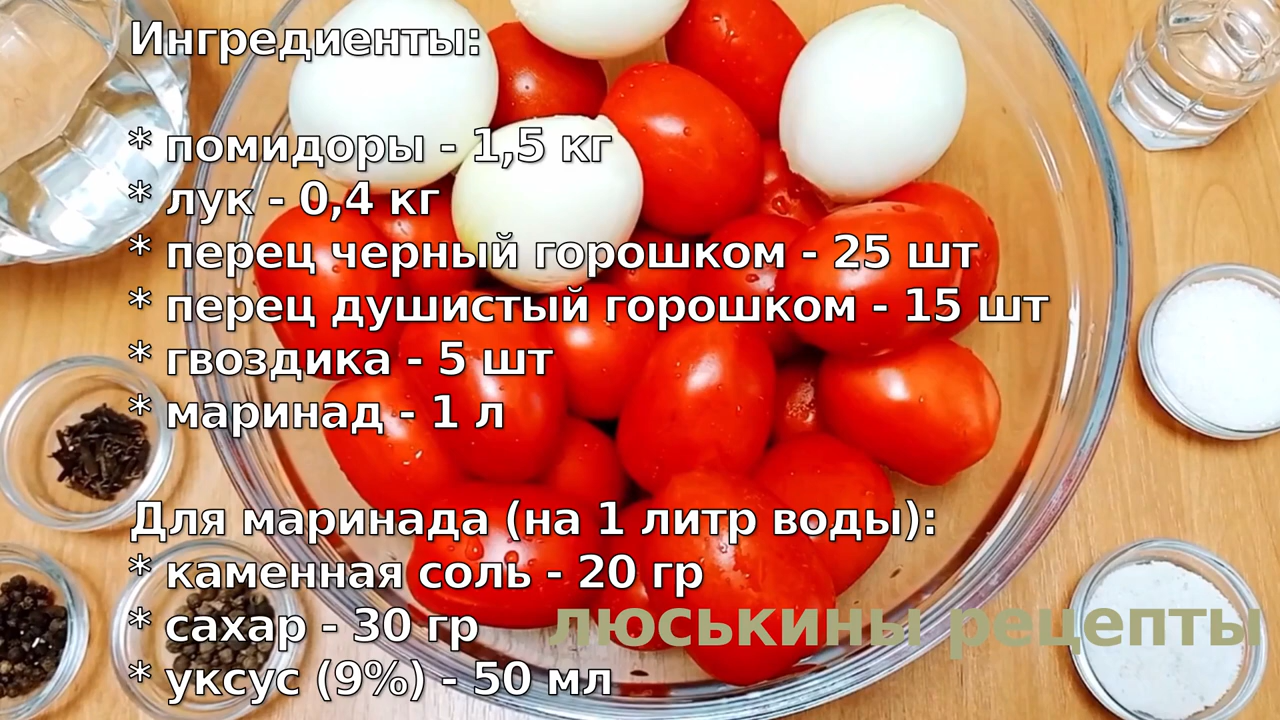 Ингредиенты:
* помидоры - 1,5 кг
* лук - 0,4 кг
* перец черный горошком - 25 шт
* перец душистый горошком - 15 шт
* гвоздика - 5 шт
* маринад - 1 л
Для маринада (на 1 литр воды):
* каменная соль - 20 гр
* сахар - 30 гр
люськины рецепты
* уксус (9%) - 50 мл